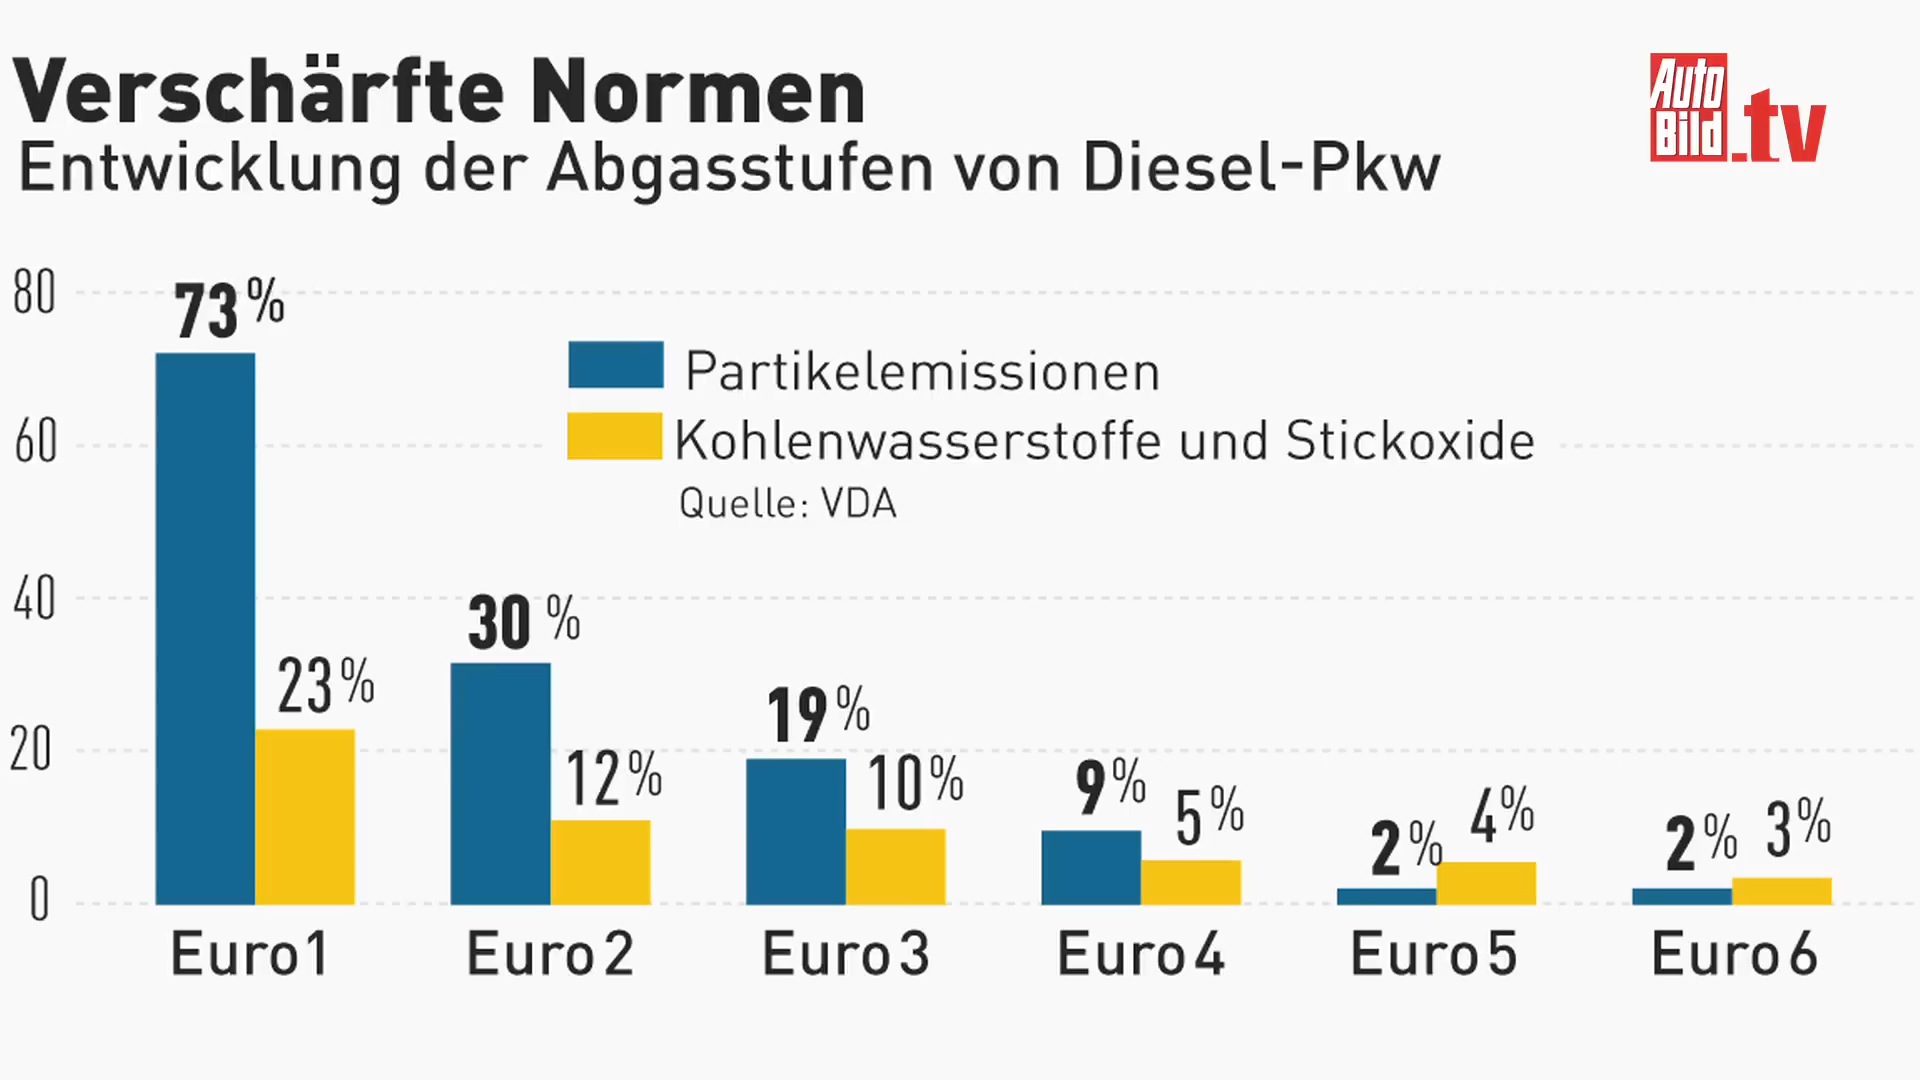 Verschärfte Normen
Entwicklung der Abgasstufen von Diesel-Pkw
Auto
Bild
.tv
80
60
40
20
0
Partikelemissionen
Kohlenwasserstoffe und Stickoxide
Quelle: VDA
73%
23%
30 %
12%
19%
10%
9%
5%
2%
4%
2%
3%
Euro1
Euro2
Euro3
Euro4
Euro5
Euro6